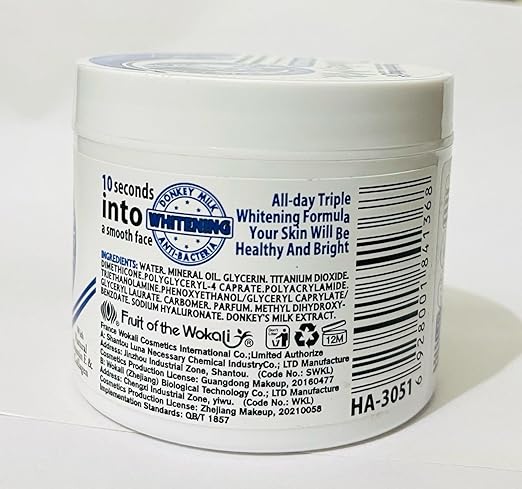 10 seconds
into
a smooth face
DONKEY MILK
WHITENING
ANTI-BACTERIA
All-day Triple
Whitening Formula
Your Skin Will Be
Healthy And Bright
INGREDIENTS: WATER, MINERAL OIL, GLYCERIN, TITANIUM DIOXIDE,
DIMETHICONE,POLYGLYCERYL-4 CAPRATE,POLYACRYLAMIDE,
TRIETHANOLAMINE,PHENOXYETHANOL/GLYCERYL CAPRYLATE/
GLYCERYL LAURATE, CARBOMER, PARFUM, METHYL DIHYDROXY-
BENZOATE, SODIUM HYALURONATE, DONKEY'S MILK EXTRACT.
Fruit of the Wokali
12M
France Wokali Cosmetics International Co.;Limited Authorize
A: Shantou Luna Necessary Chemical IndustryCo.; LTD Manufacture
Address: Jinzhou Industrial Zone, Shantou. (Code No.: SWKL)
Cosmetics Production License: Guangdong Makeup, 20160477
B: Wokali (Zhejiang) Biological Technology Co.; LTD Manufacture
Address: Chengxi Industrial Zone, yiwu. (Code No.: WKL)
Cosmetics Production License: Zhejiang Makeup, 20210058
Implementation Standards: QB/T 1857
HA-3051
6 928001 841368